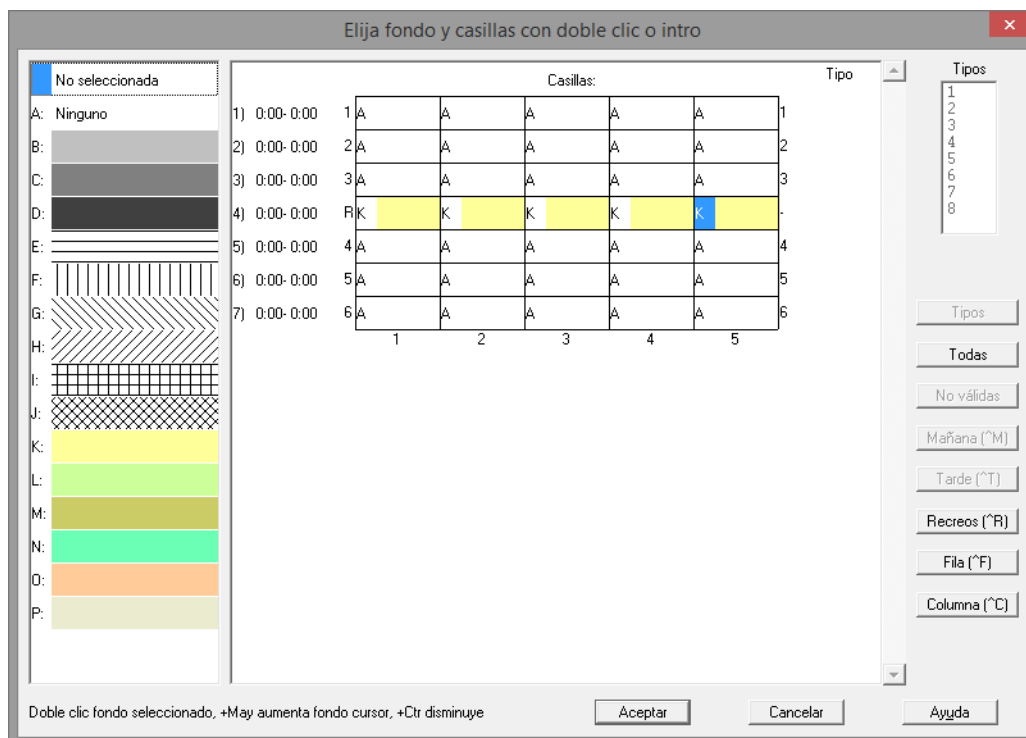 Elija fondo y casillas con doble clic o intro
No seleccionada
A: Ninguno
B:
C:
D:
E:
F:
G:
H:
I:
J:
K:
L:
M:
N:
O:
P:
Casillas: Tipo
1) 0:00- 0:00 1 A A A A A 1
2) 0:00- 0:00 2 A A A A A 2
3) 0:00- 0:00 3 A A A A A 3
4) 0:00- 0:00 R K K K K K -
5) 0:00- 0:00 4 A A A A A 4
6) 0:00- 0:00 5 A A A A A 5
7) 0:00- 0:00 6 A A A A A 6
1 2 3 4 5
Tipos
1
2
3
4
5
6
7
8
Tipos
Todas
No válidas
Mañana (^M)
Tarde (^T)
Recreos (^R)
Fila (^F)
Columna (^C)
Doble clic fondo seleccionado, +May aumenta fondo cursor, +Ctr disminuye
Aceptar
Cancelar
Ayuda